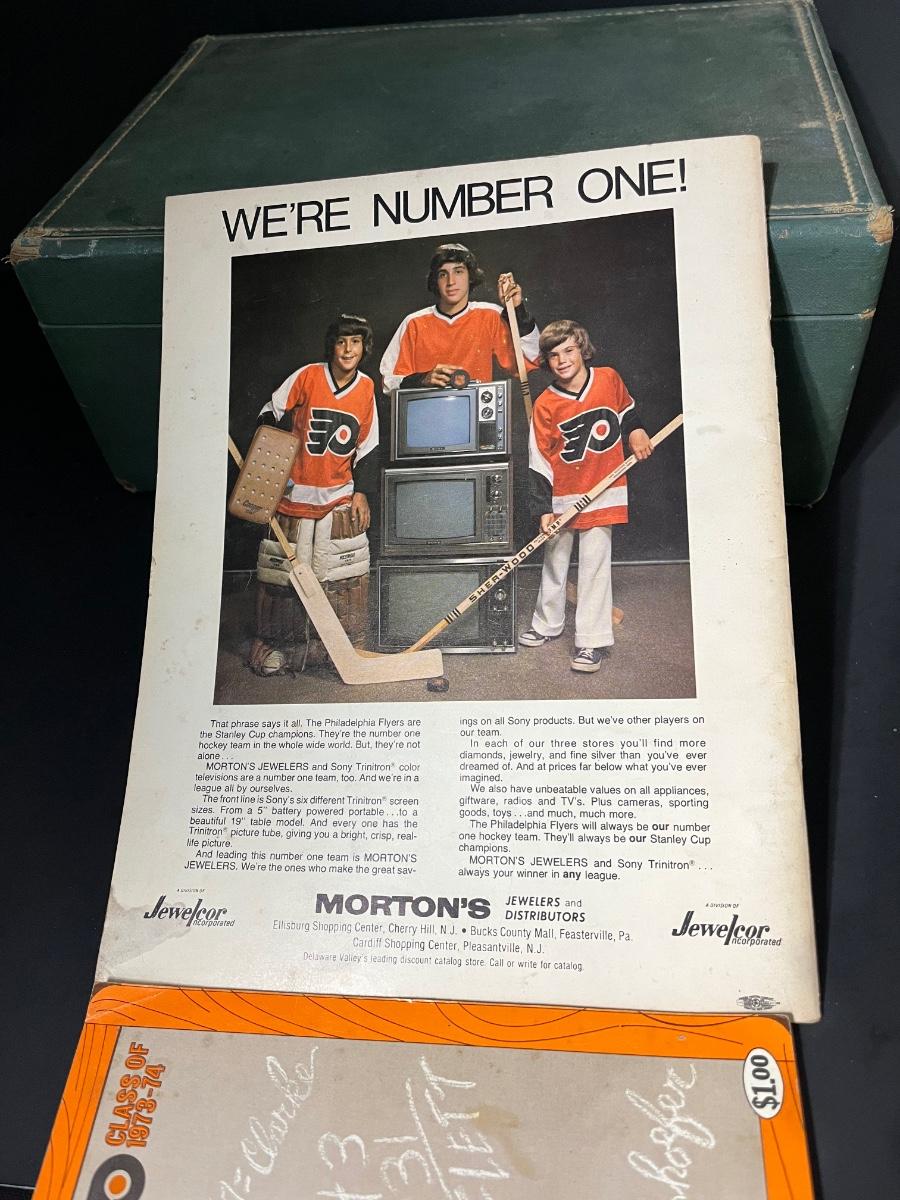 WE'RE NUMBER ONE!
SHER-WOOD
That phrase says it all. The Philadelphia Flyers are
the Stanley Cup champions. They're the number one
hockey team in the whole wide world. But, they're not
alone...
MORTON'S JEWELERS and Sony Trinitron® color
televisions are a number one team, too. And we're in a
league all by ourselves.
The front line is Sony's six different Trinitron® screen
sizes. From a 5" battery powered portable...to a
beautiful 19" table model. And every one has the
Trinitron® picture tube, giving you a bright, crisp, real-
life picture.
And leading this number one team is MORTON'S
JEWELERS. We're the ones who make the great sav-
ings on all Sony products. But we've other players on
our team.
In each of our three stores you'll find more
diamonds, jewelry, and fine silver than you've ever
dreamed of. And at prices far below what you've ever
imagined.
We also have unbeatable values on all appliances,
giftware, radios and TV's. Plus cameras, sporting
goods, toys...and much, much more.
The Philadelphia Flyers will always be our number
one hockey team. They'll always be our Stanley Cup
champions.
MORTON'S JEWELERS and Sony Trinitron®...
always your winner in any league.
A DIVISION OF
Jewelcor
Incorporated
MORTON'S JEWELERS and
DISTRIBUTORS
Ellisburg Shopping Center, Cherry Hill, N.J. • Bucks County Mall, Feasterville, Pa.
Cardiff Shopping Center, Pleasantville, N.J.
Delaware Valley's leading discount catalog store. Call or write for catalog.
A DIVISION OF
Jewelcor
Incorporated
CLASS OF
1973-74
$1.00
Clarke
3
31
LETT
hofer